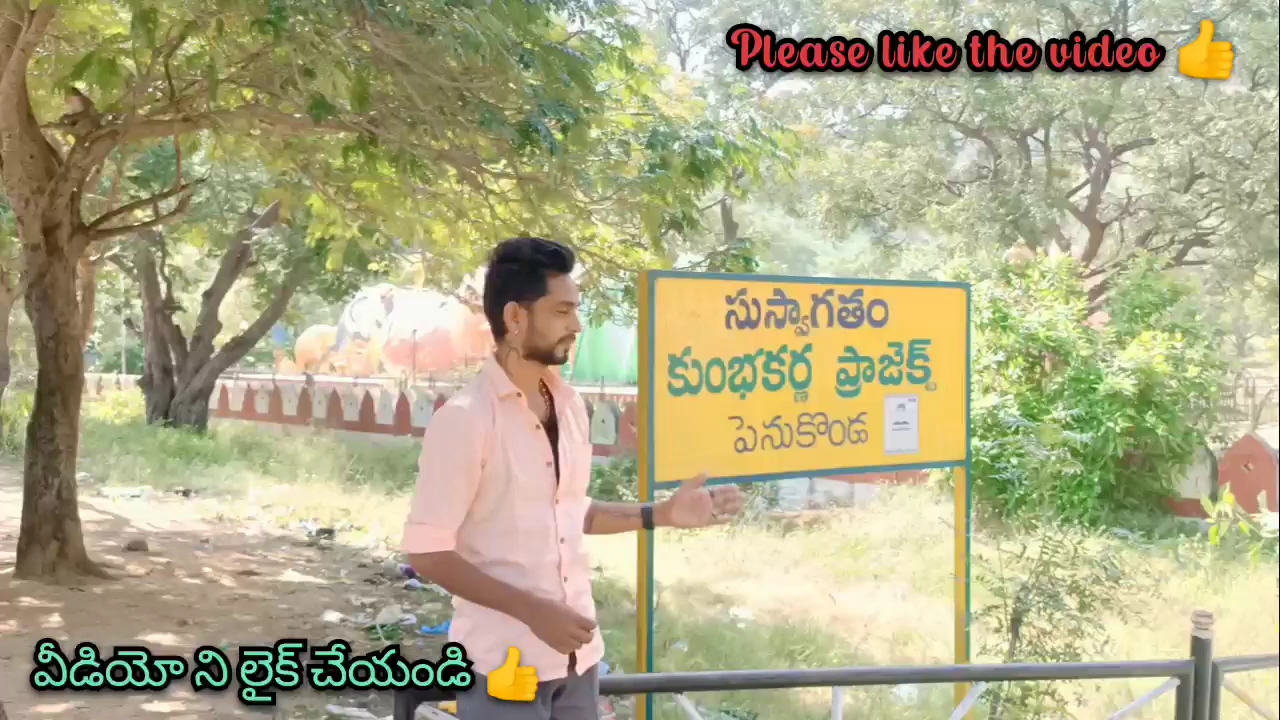 Please like the video 👍
సుస్వాగతం
కుంభకర్ణ ప్రాజెక్ట్
పెనుకొండ
వీడియో ని లైక్ చేయండి 👍